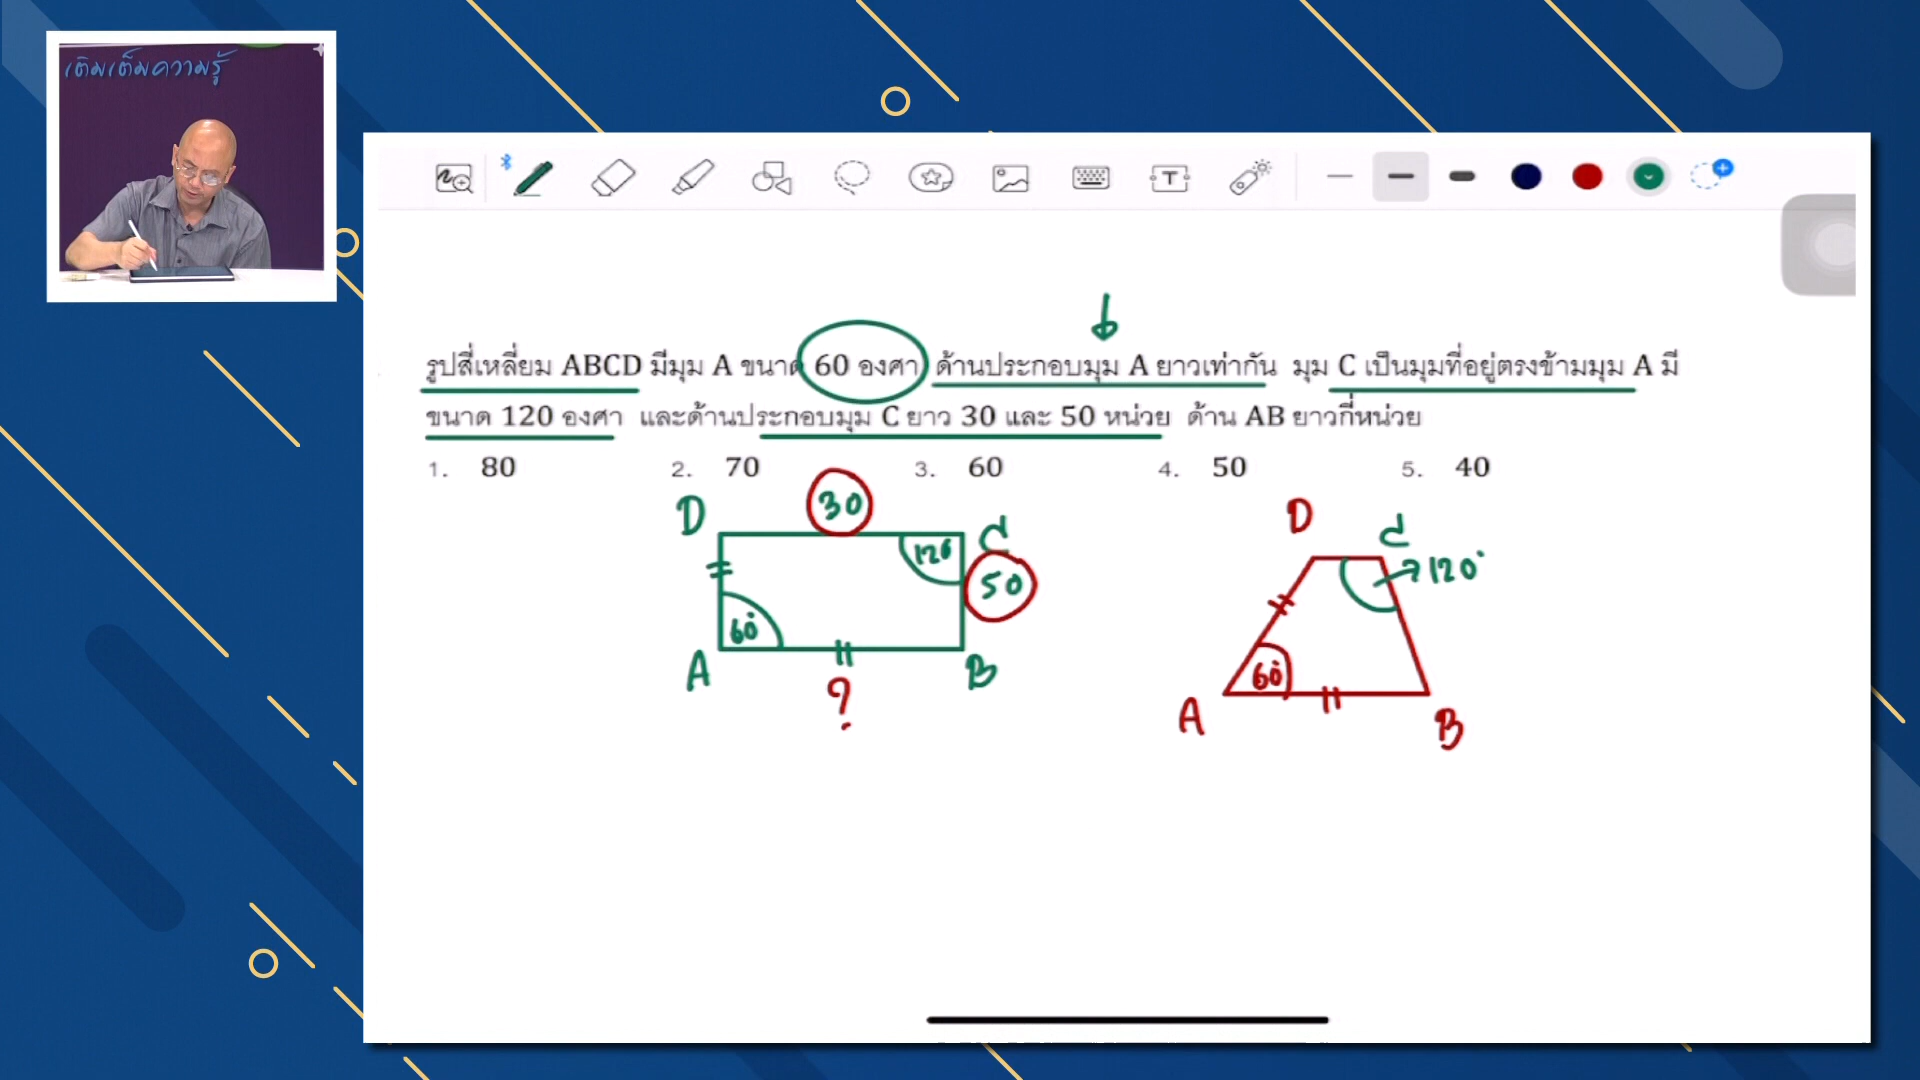 เติมเต็มความรู้
รูปสี่เหลี่ยม ABCD มีมุม A ขนาด 60 องศา ด้านประกอบมุม A ยาวเท่ากัน มุม C เป็นมุมที่อยู่ตรงข้ามมุม A มี
ขนาด 120 องศา และด้านประกอบมุม C ยาว 30 และ 50 หน่วย ด้าน AB ยาวกี่หน่วย
1. 80 2. 70 3. 60 4. 50 5. 40
D 30 C
120
50
60°
A B
?
D C
120°
60°
A B